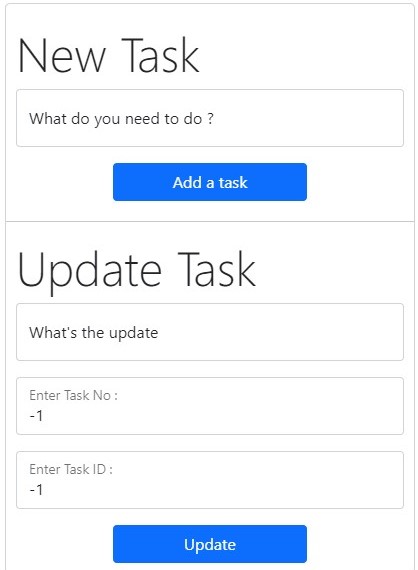 New Task
What do you need to do ?
Add a task
Update Task
What's the update
Enter Task No :
-1
Enter Task ID :
-1
Update